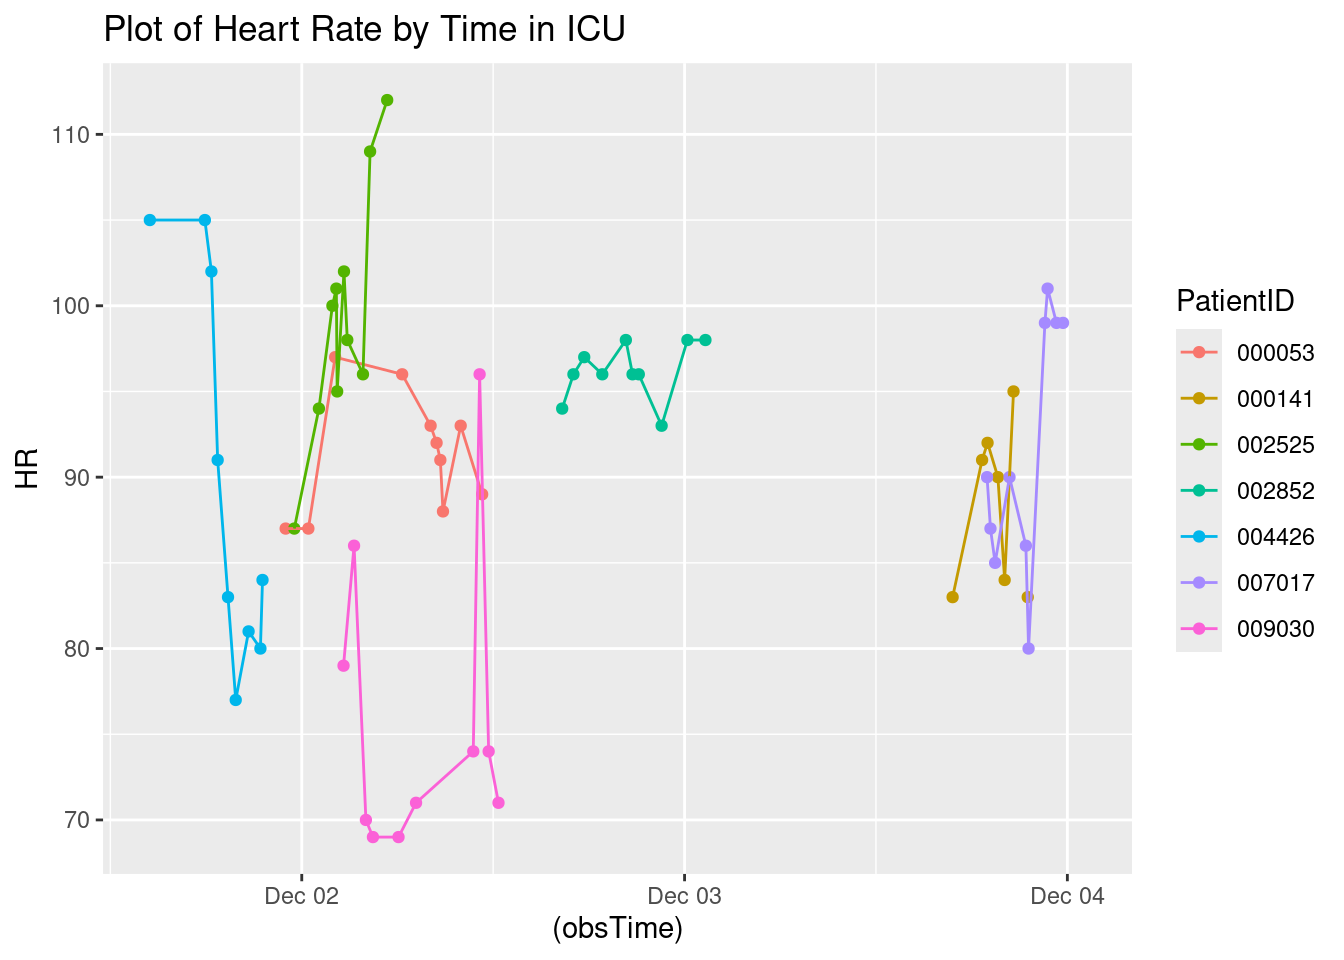 Plot of Heart Rate by Time in ICU
HR
110
100
90
80
70
Dec 02
Dec 03
Dec 04
(obsTime)
PatientID
000053
000141
002525
002852
004426
007017
009030